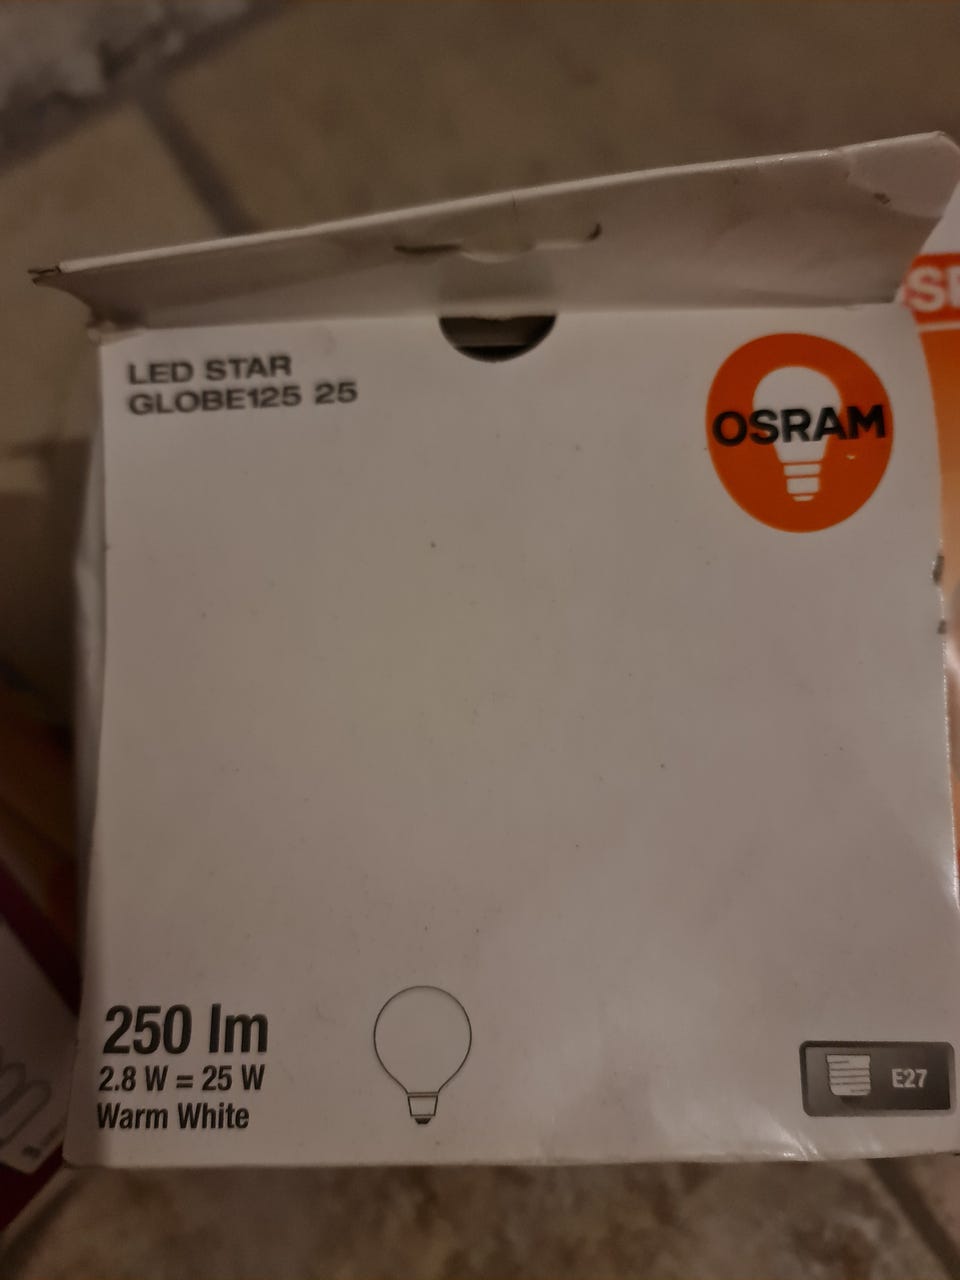 LED STAR
GLOBE125 25
OSRAM
250 lm
2.8 W = 25 W
Warm White
E27